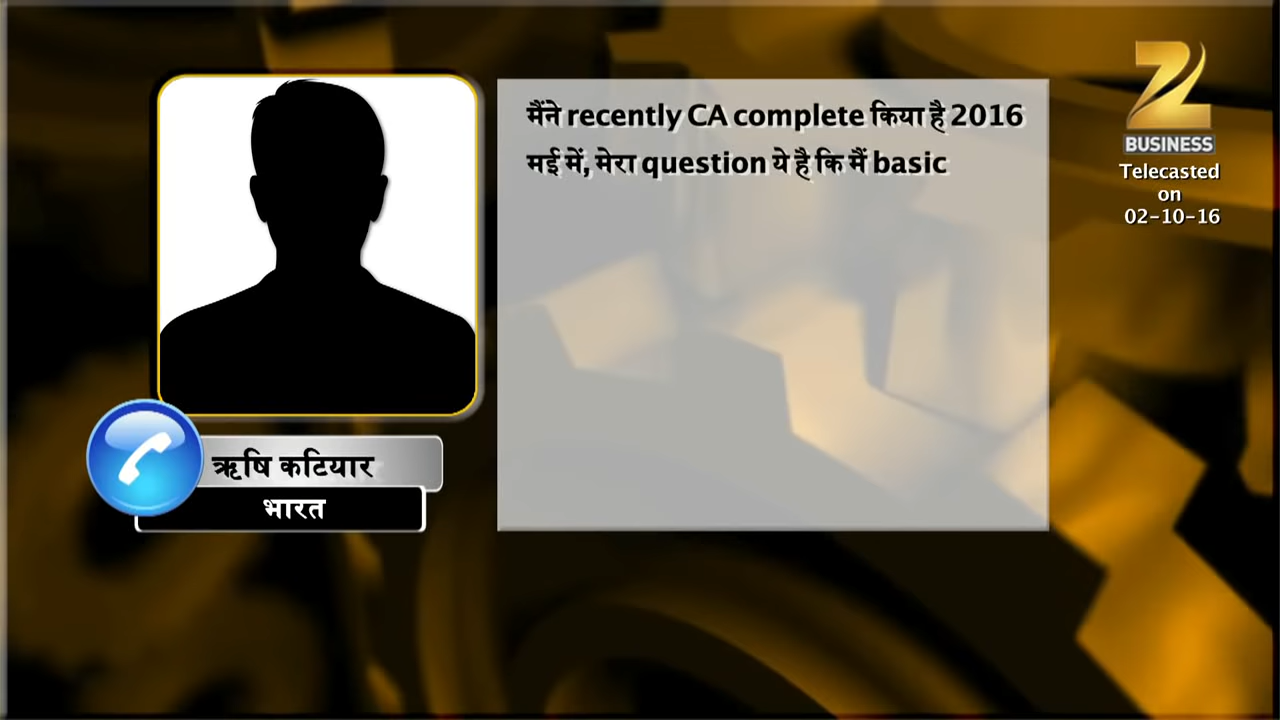 मैंने recently CA complete किया है 2016
मई में, मेरा question ये है कि मैं basic
ऋषि कटियार
भारत
Z
BUSINESS
Telecasted
on
02-10-16